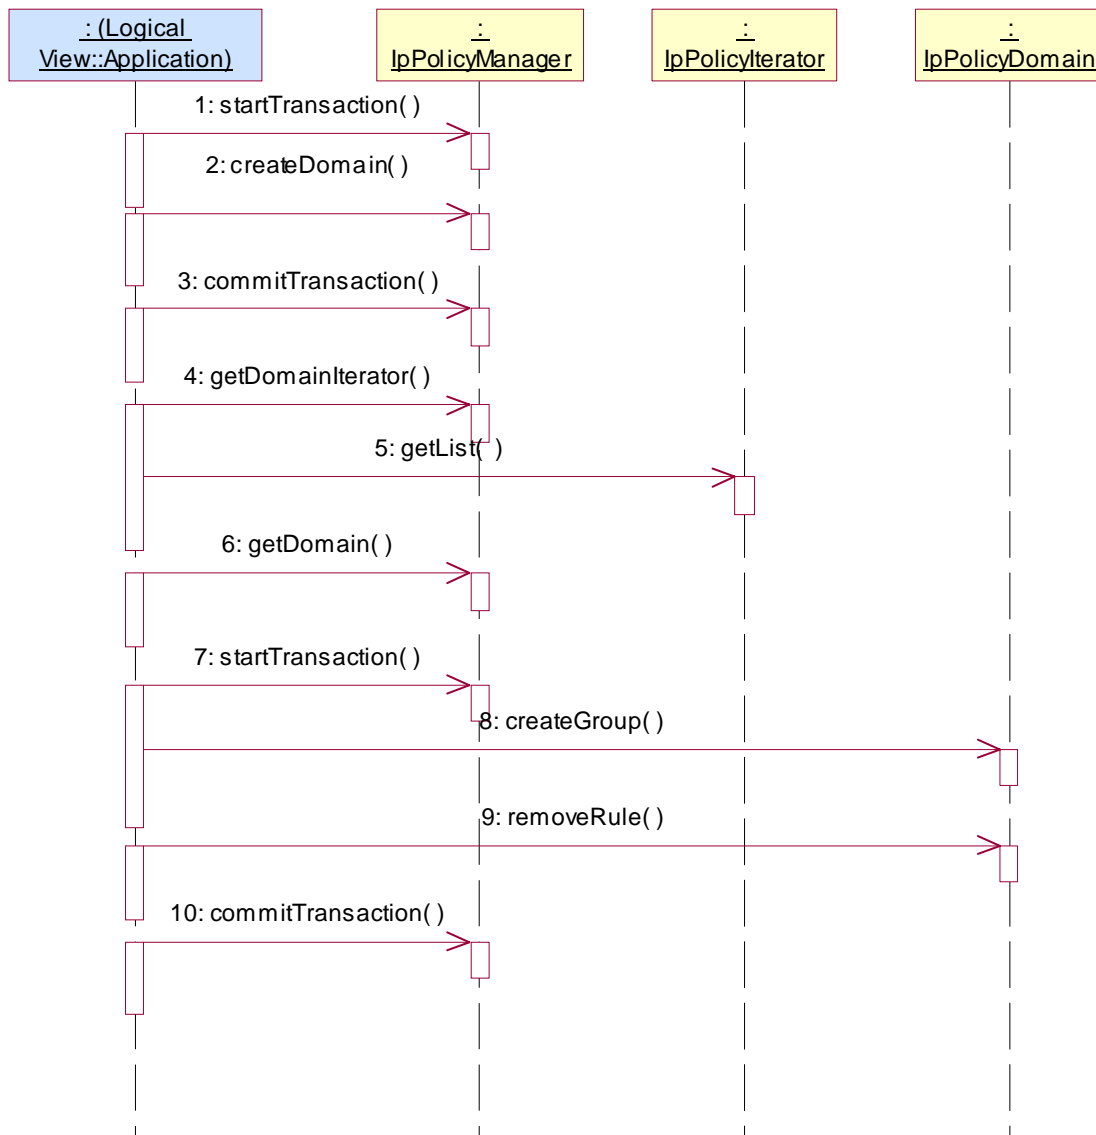 : (Logical
View::Application)
:
IpPolicyManager
:
IpPolicyIterator
:
IpPolicyDomain
1: startTransaction( )
2: createDomain( )
3: commitTransaction( )
4: getDomainIterator( )
5: getList( )
6: getDomain( )
7: startTransaction( )
8: createGroup( )
9: removeRule( )
10: commitTransaction( )